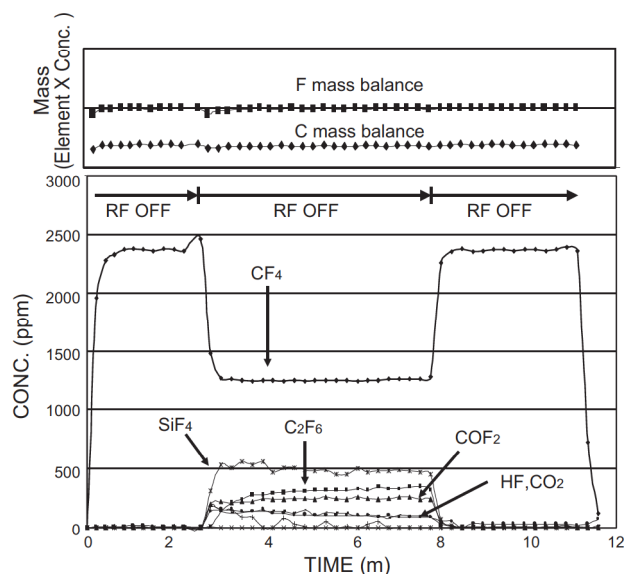 Mass
(Element X Conc. )
F mass balance
C mass balance
3000
2500
2000
1500
1000
500
0
CONC. (ppm)
RF OFF RF OFF RF OFF
CF4
SiF4
C2F6
COF2
HF,CO2
0 2 4 6 8 10 12
TIME (m)